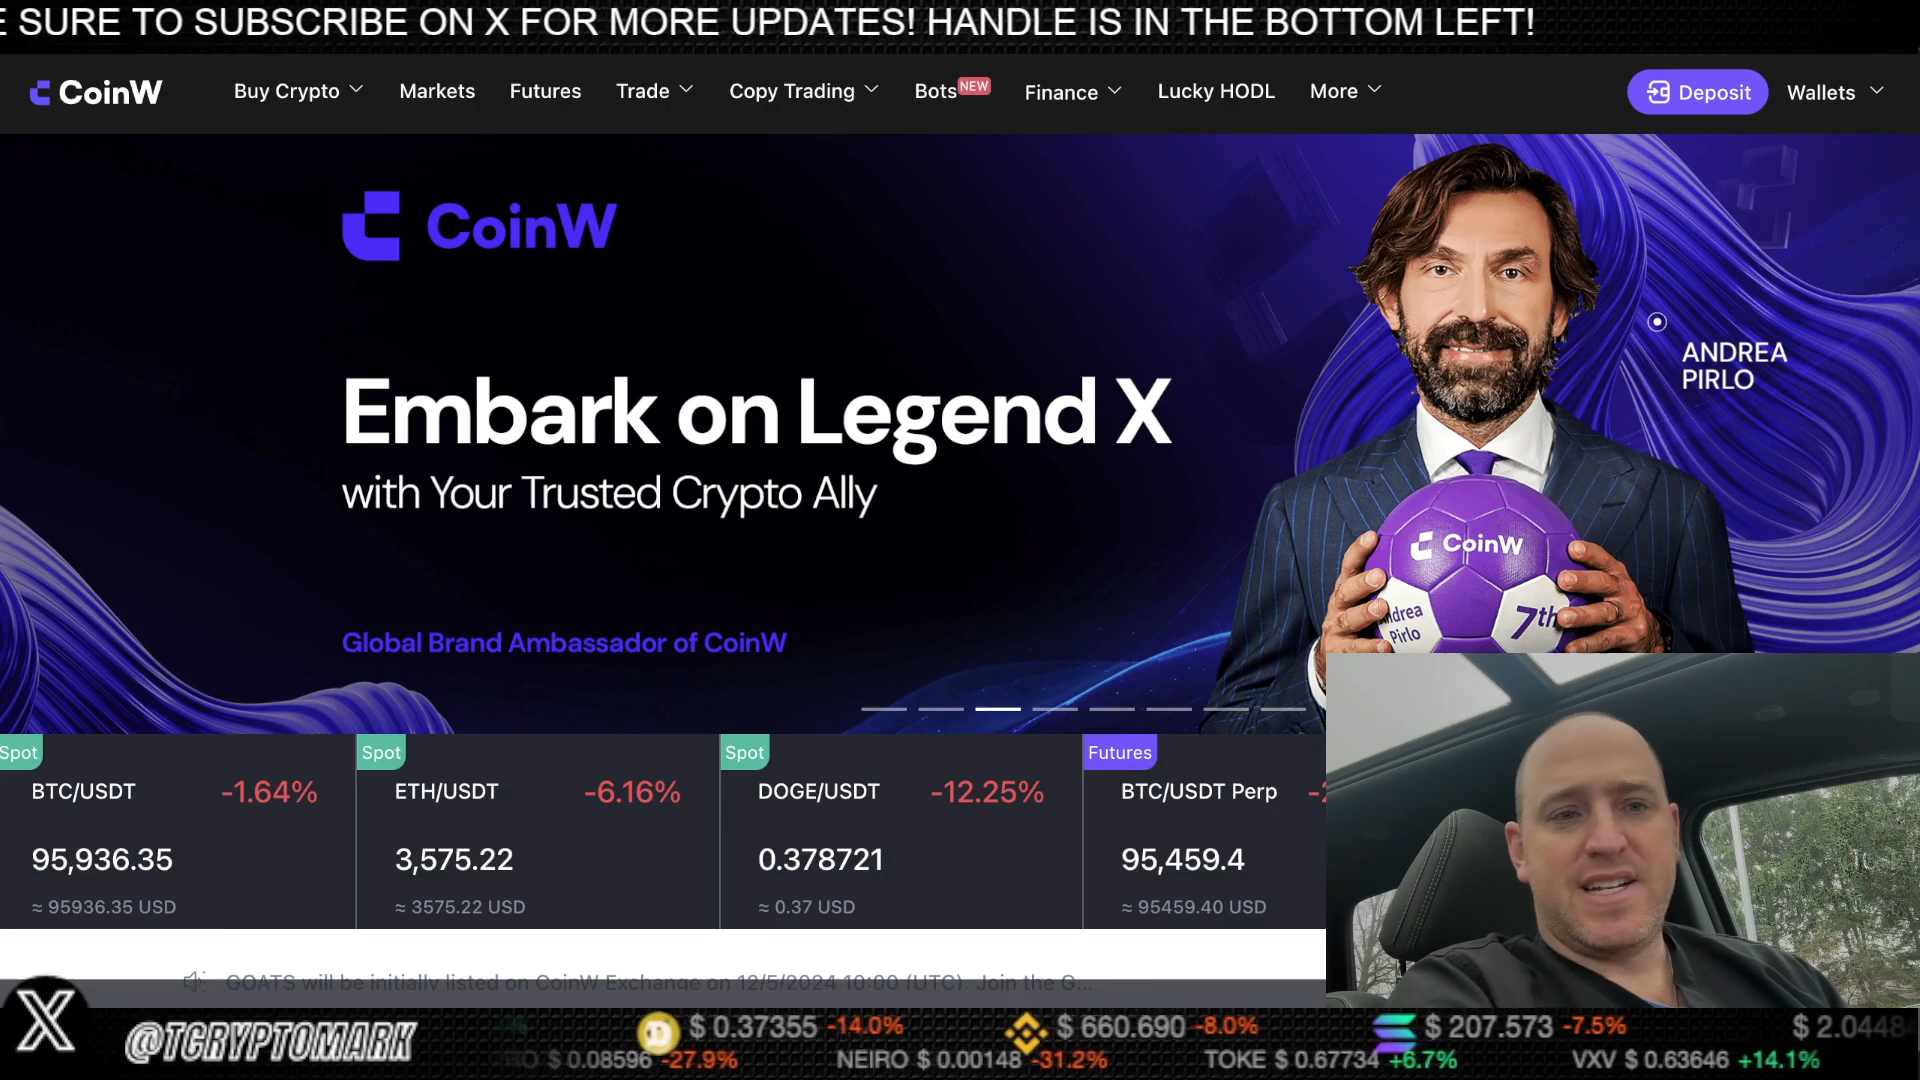 SURE TO SUBSCRIBE ON X FOR MORE UPDATES! HANDLE IS IN THE BOTTOM LEFT!
CoinW Buy Crypto Markets Futures Trade Copy Trading Bots NEW Finance Lucky HODL More Deposit Wallets
CoinW
ANDREA
PIRLO
Embark on Legend X
with Your Trusted Crypto Ally
CoinW
Andrea
Pirlo
7th
Global Brand Ambassador of CoinW
Spot Spot Spot Futures
BTC/USDT -1.64% ETH/USDT -6.16% DOGE/USDT -12.25% BTC/USDT Perp
95,936.35 3,575.22 0.378721 95,459.4
≈ 95936.35 USD ≈ 3575.22 USD ≈ 0.37 USD ≈ 95459.40 USD
GOATS will be initially listed on CoinW Exchange on 12/5/2024 10:00 (UTC). Join the G...
X @TCRYPTOMARK
$ 0.37355 -14.0% $ 660.690 -8.0% $ 207.573 -7.5% $ 2.0448
$ 0.08596 -27.9% NEIRO $ 0.00148 -31.2% TOKE $ 0.67734 +6.7% VXV $ 0.63646 +14.1%